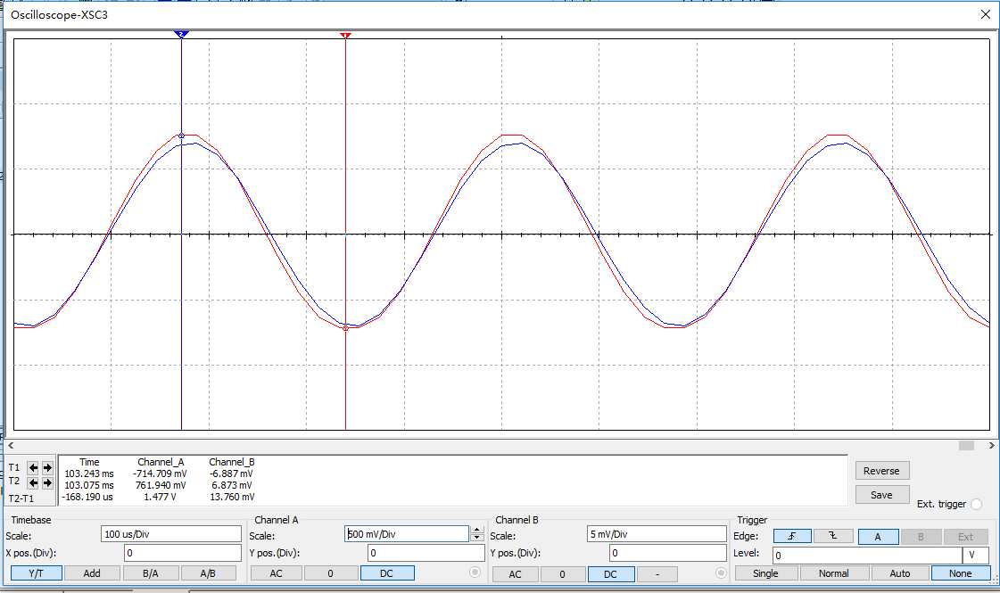 Oscilloscope-XSC3
2 1
T1
T2
T2-T1
Time Channel_A Channel_B
103.243 ms -714.709 mV -6.887 mV
103.075 ms 761.940 mV 6.873 mV
-168.190 us 1.477 V 13.760 mV
Reverse
Save
Ext. trigger
Timebase
Scale: 100 us/Div
X pos.(Div): 0
Y/T Add B/A A/B
Channel A
Scale: 500 mV/Div
Y pos.(Div): 0
AC 0 DC
Channel B
Scale: 5 mV/Div
Y pos.(Div): 0
AC 0 DC -
Trigger
Edge: A B Ext
Level: 0 V
Single Normal Auto None